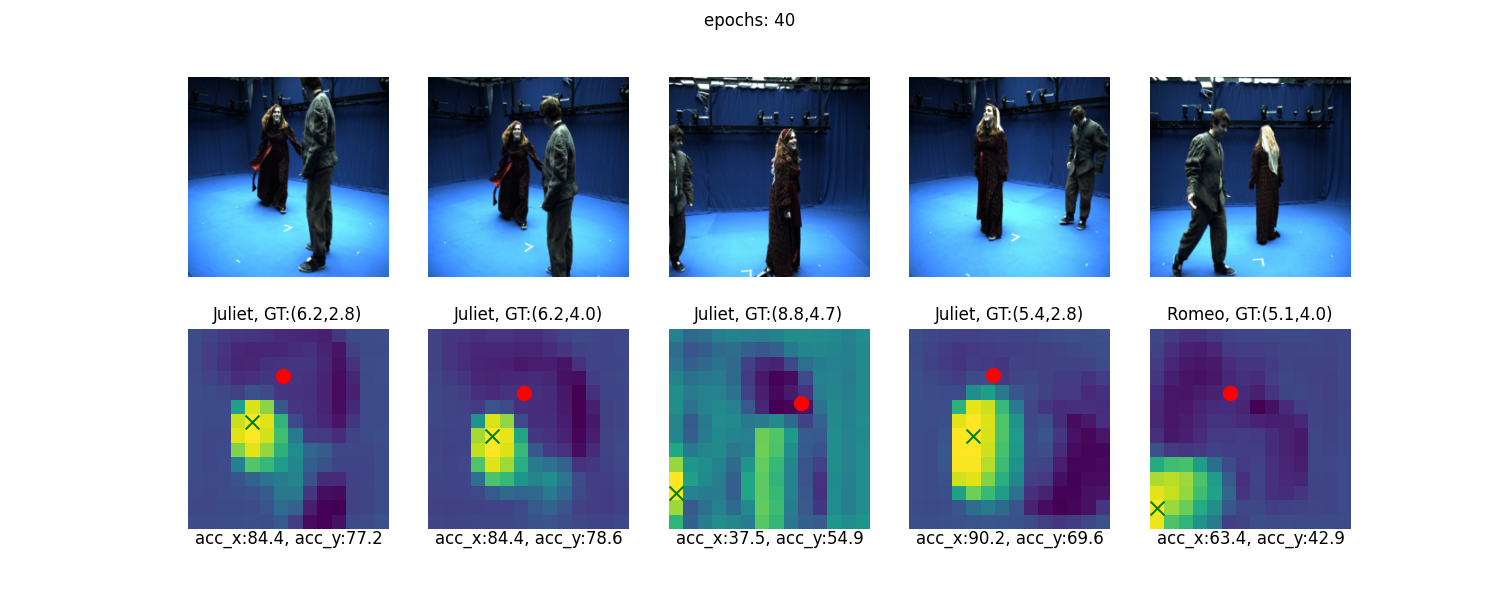 epochs: 40
Juliet, GT:(6.2,2.8)
Juliet, GT:(6.2,4.0)
Juliet, GT:(8.8,4.7)
Juliet, GT:(5.4,2.8)
Romeo, GT:(5.1,4.0)
acc_x:84.4, acc_y:77.2
acc_x:84.4, acc_y:78.6
acc_x:37.5, acc_y:54.9
acc_x:90.2, acc_y:69.6
acc_x:63.4, acc_y:42.9